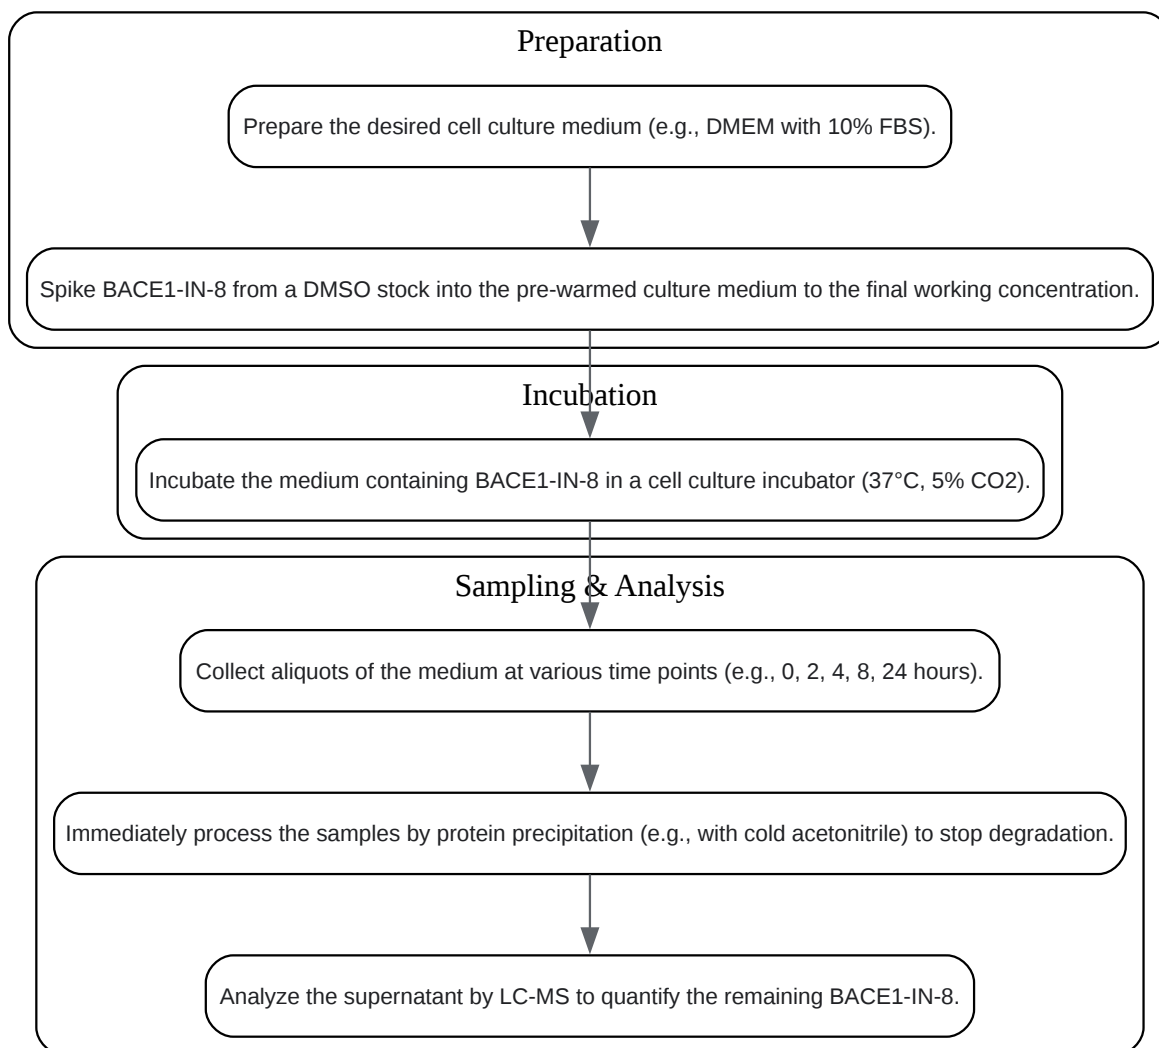 Preparation
Prepare the desired cell culture medium (e.g., DMEM with 10% FBS).
Spike BACE1-IN-8 from a DMSO stock into the pre-warmed culture medium to the final working concentration.
Incubation
Incubate the medium containing BACE1-IN-8 in a cell culture incubator (37°C, 5% CO2).
Sampling & Analysis
Collect aliquots of the medium at various time points (e.g., 0, 2, 4, 8, 24 hours).
Immediately process the samples by protein precipitation (e.g., with cold acetonitrile) to stop degradation.
Analyze the supernatant by LC-MS to quantify the remaining BACE1-IN-8.